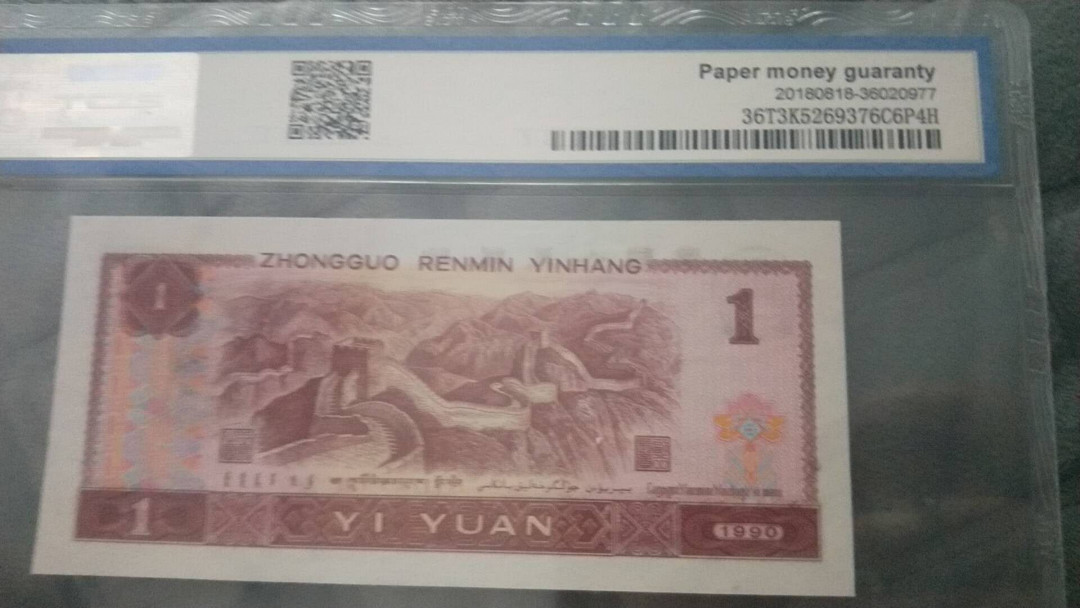 Paper money guaranty
20180818-36020977
36T3K5269376C6P4H
ZHONGGUO RENMIN YINHANG
1
1
1
YI YUAN
1990